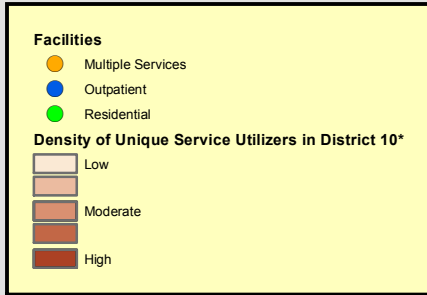 Facilities
Multiple Services
Outpatient
Residential
Density of Unique Service Utilizers in District 10*
Low
Moderate
High